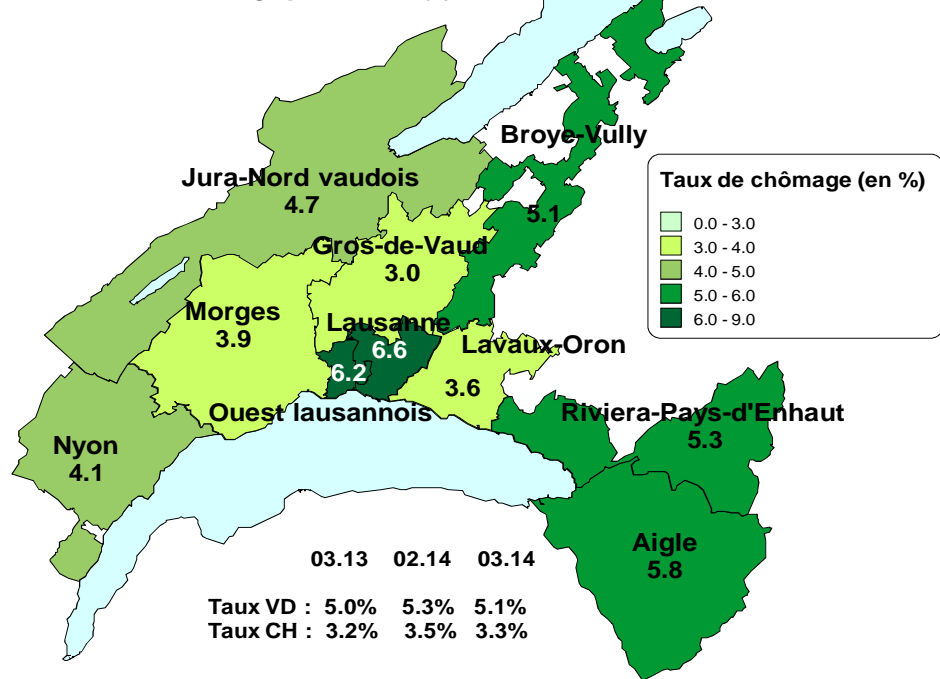 Broye-Vully
5.1
Jura-Nord vaudois
4.7
Taux de chômage (en %)
0.0 - 3.0
3.0 - 4.0
4.0 - 5.0
5.0 - 6.0
6.0 - 9.0
Gros-de-Vaud
3.0
Morges
3.9
Lausanne
6.6
6.2
Lavaux-Oron
3.6
Ouest lausannois
Riviera-Pays-d'Enhaut
5.3
Nyon
4.1
Aigle
5.8
03.13 02.14 03.14
Taux VD : 5.0% 5.3% 5.1%
Taux CH : 3.2% 3.5% 3.3%